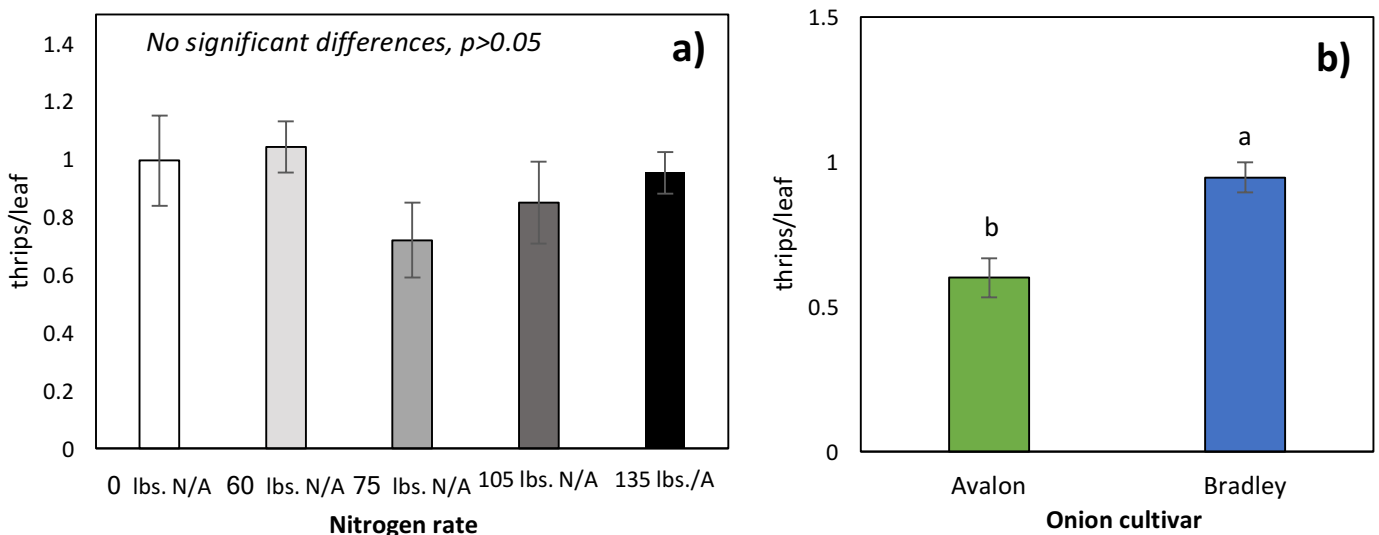 No significant differences, p>0.05
a)
thrips/leaf
1.4
1.2
1
0.8
0.6
0.4
0.2
0
0 lbs. N/A 60 lbs. N/A 75 lbs. N/A 105 lbs. N/A 135 lbs./A
Nitrogen rate
b)
thrips/leaf
1.5
1
0.5
0
b
a
Avalon Bradley
Onion cultivar